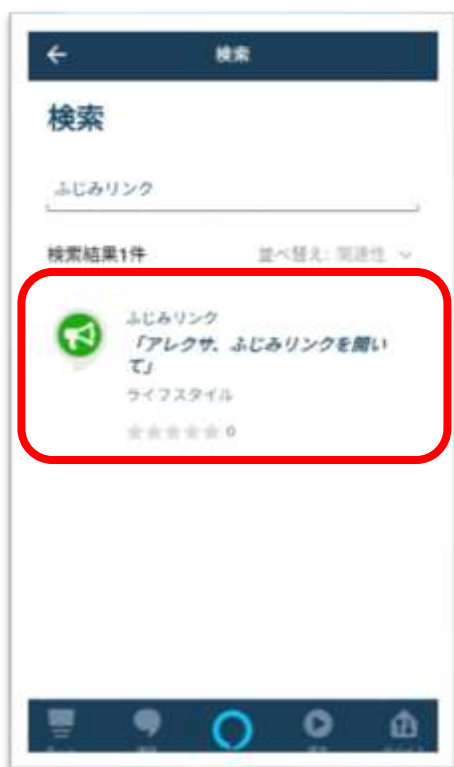 検索
検索
ふじみリンク
検索結果1件
並べ替え: 関連性
ふじみリンク
「アレクサ、ふじみリンクを開い
て」
ライフスタイル
0